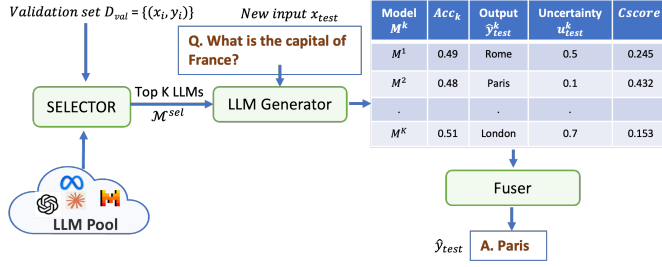 Validation set D_val = {(x_i, y_i)}
New input x_test
Q. What is the capital of
France?
SELECTOR
Top K LLMs
ℳ^sel
LLM Generator
LLM Pool
Model M^k | Acc_k | Output ŷ^k_test | Uncertainty u^k_test | Cscore
M^1 | 0.49 | Rome | 0.5 | 0.245
M^2 | 0.48 | Paris | 0.1 | 0.432
. | . | . | . | .
M^K | 0.51 | London | 0.7 | 0.153
Fuser
ŷ_test
A. Paris